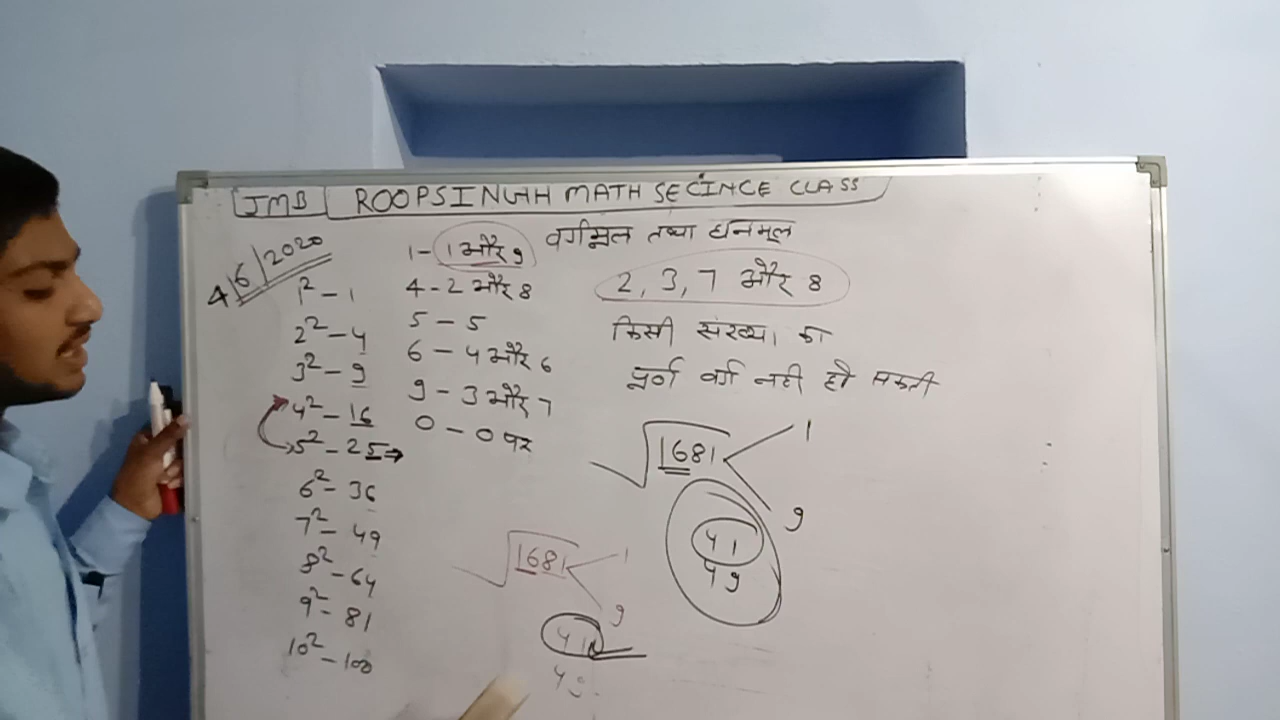 JMB ROOPSINGH MATH SECINCE CLASS
4/6/2020
वर्गमूल तथा घनमूल
1² - 1
2² - 4
3² - 9
4² - 16
5² - 25
6² - 36
7² - 49
8² - 64
9² - 81
10² - 100
1 - 1 और 9
4 - 2 और 8
5 - 5
6 - 4 और 6
9 - 3 और 7
0 - 0 पर
2, 3, 7 और 8
किसी संख्या का
पूर्ण वर्ग नही हो सकती
√1681 1
9
41
49
√1681 1
9
41
49